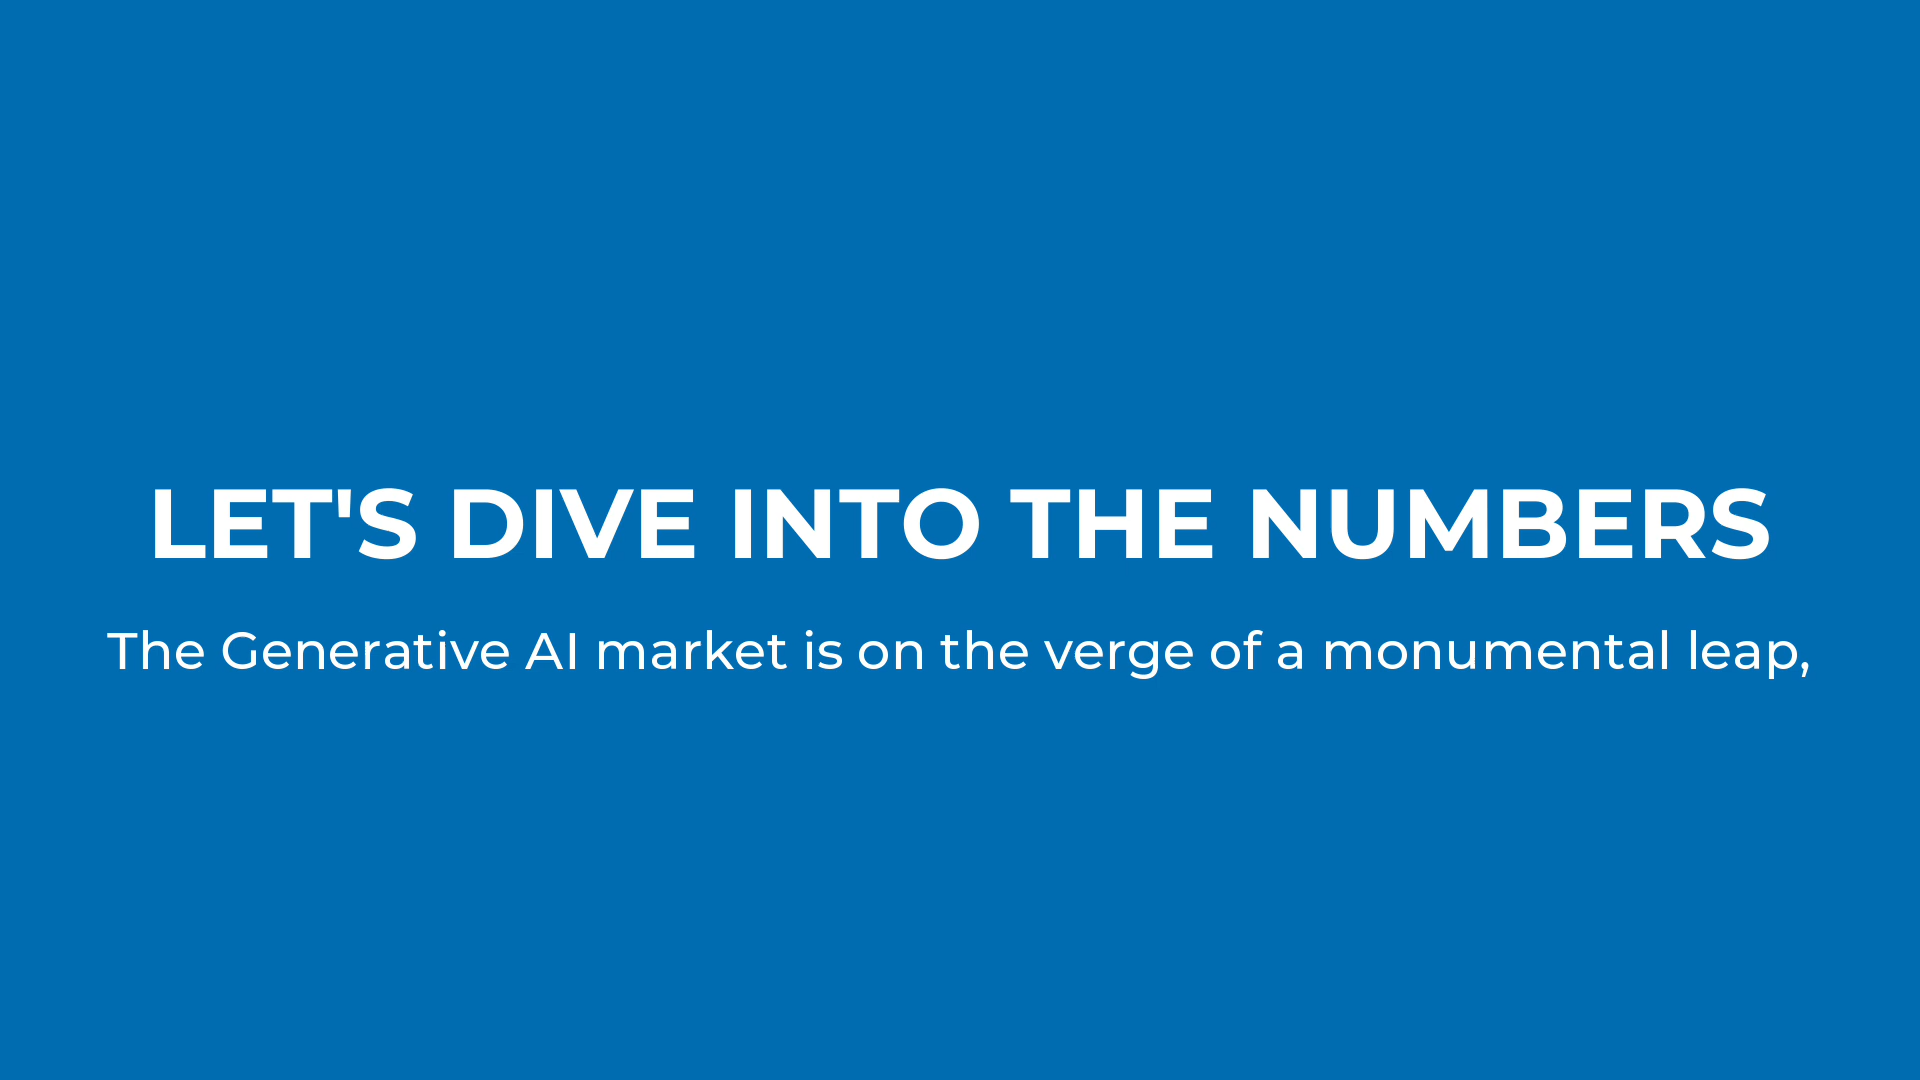 LET'S DIVE INTO THE NUMBERS
The Generative AI market is on the verge of a monumental leap,